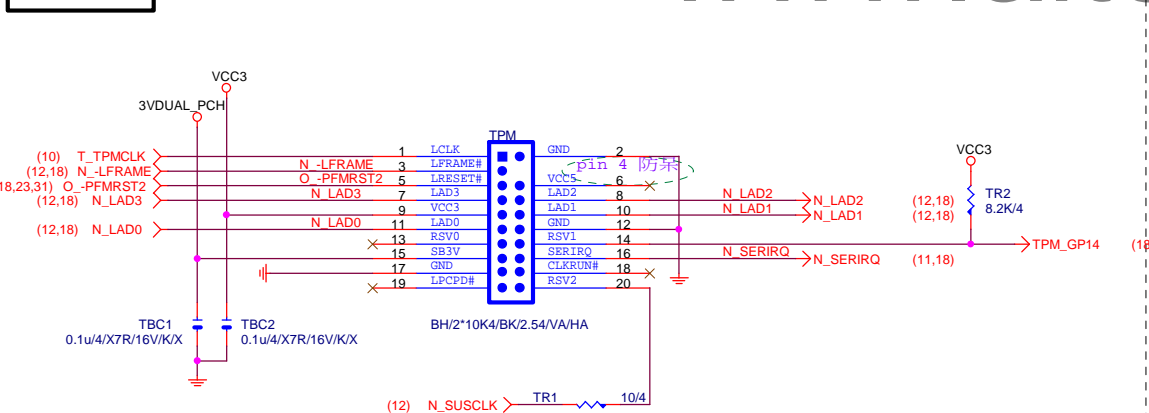 VCC3
3VDUAL_PCH
TPM
(10) T_TPMCLK 1 LCLK GND 2
(12,18) N_-LFRAME N_-LFRAME 3 LFRAME# pin 4 防呆
18,23,31) O_-PFMRST2 O_-PFMRST2 5 LRESET# VCC5 6
(12,18) N_LAD3 N_LAD3 7 LAD3 LAD2 8 N_LAD2 N_LAD2 (12,18)
9 VCC3 LAD1 10 N_LAD1 N_LAD1 (12,18)
(12,18) N_LAD0 N_LAD0 11 LAD0 GND 12
13 RSV0 RSV1 14 TPM_GP14 (18
15 SB3V SERIRQ 16 N_SERIRQ N_SERIRQ (11,18)
17 GND CLKRUN# 18
19 LPCPD# RSV2 20
VCC3
TR2
8.2K/4
TBC1
0.1u/4/X7R/16V/K/X
TBC2
0.1u/4/X7R/16V/K/X
BH/2*10K4/BK/2.54/VA/HA
(12) N_SUSCLK TR1 10/4